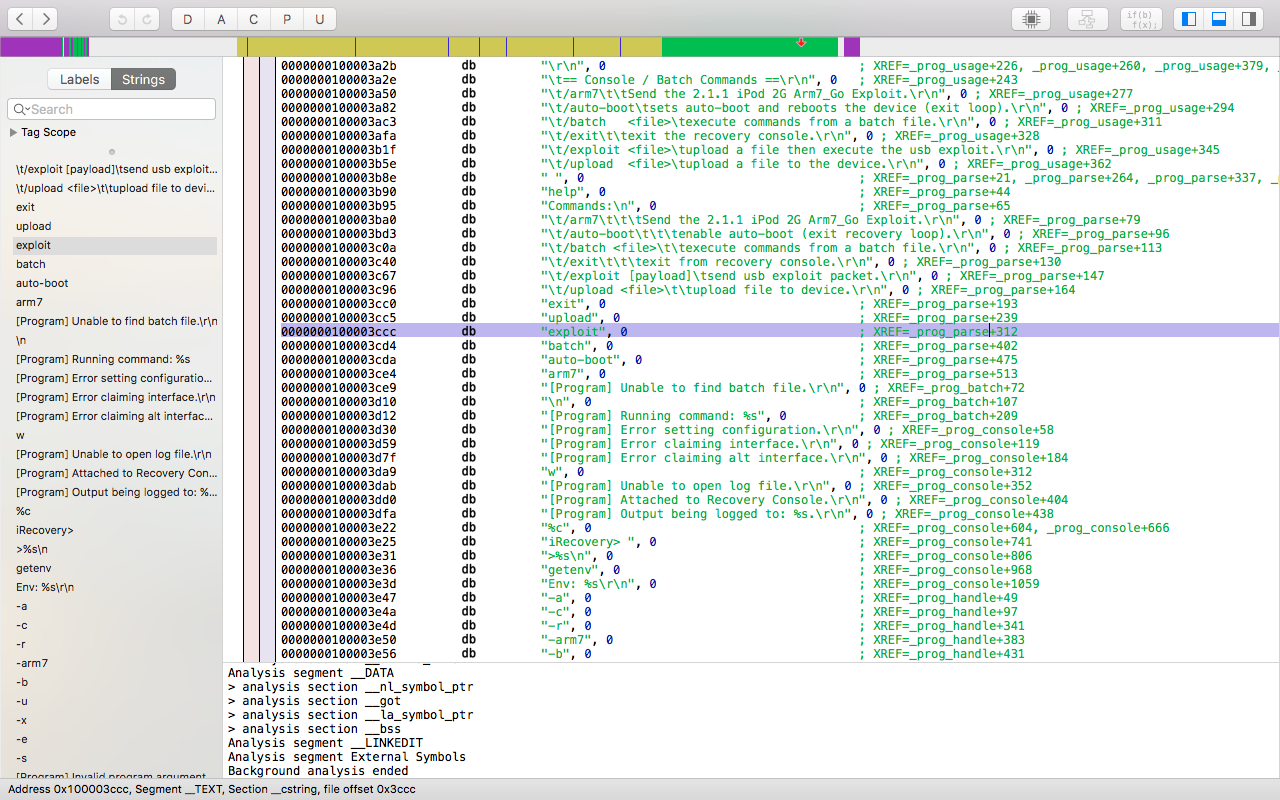 D A C P U
if(b)
f(x);
Labels Strings
Search
Tag Scope
\t/exploit [payload]\tsend usb exploit...
\t/upload <file>\t\tupload file to devi...
exit
upload
exploit
batch
auto-boot
arm7
[Program] Unable to find batch file.\r\n
\n
[Program] Running command: %s
[Program] Error setting configuratio...
[Program] Error claiming interface.\r\n
[Program] Error claiming alt interfac...
w
[Program] Unable to open log file.\r\n
[Program] Attached to Recovery Con...
[Program] Output being logged to: %...
%c
iRecovery>
>%s\n
getenv
Env: %s\r\n
-a
-c
-r
-arm7
-b
-u
-x
-e
-s
[Program] Invalid program argument
0000000100003a2b db "\r\n", 0 ; XREF=_prog_usage+226, _prog_usage+260, _prog_usage+379,
0000000100003a2e db "\t== Console / Batch Commands ==\r\n", 0 ; XREF=_prog_usage+243
0000000100003a50 db "\t/arm7\t\tSend the 2.1.1 iPod 2G Arm7_Go Exploit.\r\n", 0 ; XREF=_prog_usage+277
0000000100003a82 db "\t/auto-boot\tsets auto-boot and reboots the device (exit loop).\r\n", 0 ; XREF=_prog_usage+294
0000000100003ac3 db "\t/batch   <file>\texecute commands from a batch file.\r\n", 0 ; XREF=_prog_usage+311
0000000100003afa db "\t/exit\t\texit the recovery console.\r\n", 0 ; XREF=_prog_usage+328
0000000100003b1f db "\t/exploit <file>\tupload a file then execute the usb exploit.\r\n", 0 ; XREF=_prog_usage+345
0000000100003b5e db "\t/upload  <file>\tupload a file to the device.\r\n", 0 ; XREF=_prog_usage+362
0000000100003b8e db " ", 0 ; XREF=_prog_parse+21, _prog_parse+264, _prog_parse+337,
0000000100003b90 db "help", 0 ; XREF=_prog_parse+44
0000000100003b95 db "Commands:\n", 0 ; XREF=_prog_parse+65
0000000100003ba0 db "\t/arm7\t\t\tSend the 2.1.1 iPod 2G Arm7_Go Exploit.\r\n", 0 ; XREF=_prog_parse+79
0000000100003bd3 db "\t/auto-boot\t\t\tenable auto-boot (exit recovery loop).\r\n", 0 ; XREF=_prog_parse+96
0000000100003c0a db "\t/batch <file>\t\texecute commands from a batch file.\r\n", 0 ; XREF=_prog_parse+113
0000000100003c40 db "\t/exit\t\t\texit from recovery console.\r\n", 0 ; XREF=_prog_parse+130
0000000100003c67 db "\t/exploit [payload]\tsend usb exploit packet.\r\n", 0 ; XREF=_prog_parse+147
0000000100003c96 db "\t/upload <file>\t\tupload file to device.\r\n", 0 ; XREF=_prog_parse+164
0000000100003cc0 db "exit", 0 ; XREF=_prog_parse+193
0000000100003cc5 db "upload", 0 ; XREF=_prog_parse+239
0000000100003ccc db "exploit", 0 ; XREF=_prog_parse+312
0000000100003cd4 db "batch", 0 ; XREF=_prog_parse+402
0000000100003cda db "auto-boot", 0 ; XREF=_prog_parse+475
0000000100003ce4 db "arm7", 0 ; XREF=_prog_parse+513
0000000100003ce9 db "[Program] Unable to find batch file.\r\n", 0 ; XREF=_prog_batch+72
0000000100003d10 db "\n", 0 ; XREF=_prog_batch+107
0000000100003d12 db "[Program] Running command: %s", 0 ; XREF=_prog_batch+209
0000000100003d30 db "[Program] Error setting configuration.\r\n", 0 ; XREF=_prog_console+58
0000000100003d59 db "[Program] Error claiming interface.\r\n", 0 ; XREF=_prog_console+119
0000000100003d7f db "[Program] Error claiming alt interface.\r\n", 0 ; XREF=_prog_console+184
0000000100003da9 db "w", 0 ; XREF=_prog_console+312
0000000100003dab db "[Program] Unable to open log file.\r\n", 0 ; XREF=_prog_console+352
0000000100003dd0 db "[Program] Attached to Recovery Console.\r\n", 0 ; XREF=_prog_console+404
0000000100003dfa db "[Program] Output being logged to: %s.\r\n", 0 ; XREF=_prog_console+438
0000000100003e22 db "%c", 0 ; XREF=_prog_console+604, _prog_console+666
0000000100003e25 db "iRecovery> ", 0 ; XREF=_prog_console+741
0000000100003e31 db ">%s\n", 0 ; XREF=_prog_console+806
0000000100003e36 db "getenv", 0 ; XREF=_prog_console+968
0000000100003e3d db "Env: %s\r\n", 0 ; XREF=_prog_console+1059
0000000100003e47 db "-a", 0 ; XREF=_prog_handle+49
0000000100003e4a db "-c", 0 ; XREF=_prog_handle+97
0000000100003e4d db "-r", 0 ; XREF=_prog_handle+341
0000000100003e50 db "-arm7", 0 ; XREF=_prog_handle+383
0000000100003e56 db "-b", 0 ; XREF=_prog_handle+431
Analysis segment __DATA
> analysis section __nl_symbol_ptr
> analysis section __got
> analysis section __la_symbol_ptr
> analysis section __bss
Analysis segment __LINKEDIT
Analysis segment External Symbols
Background analysis ended
Address 0x100003ccc, Segment __TEXT, Section __cstring, file offset 0x3ccc